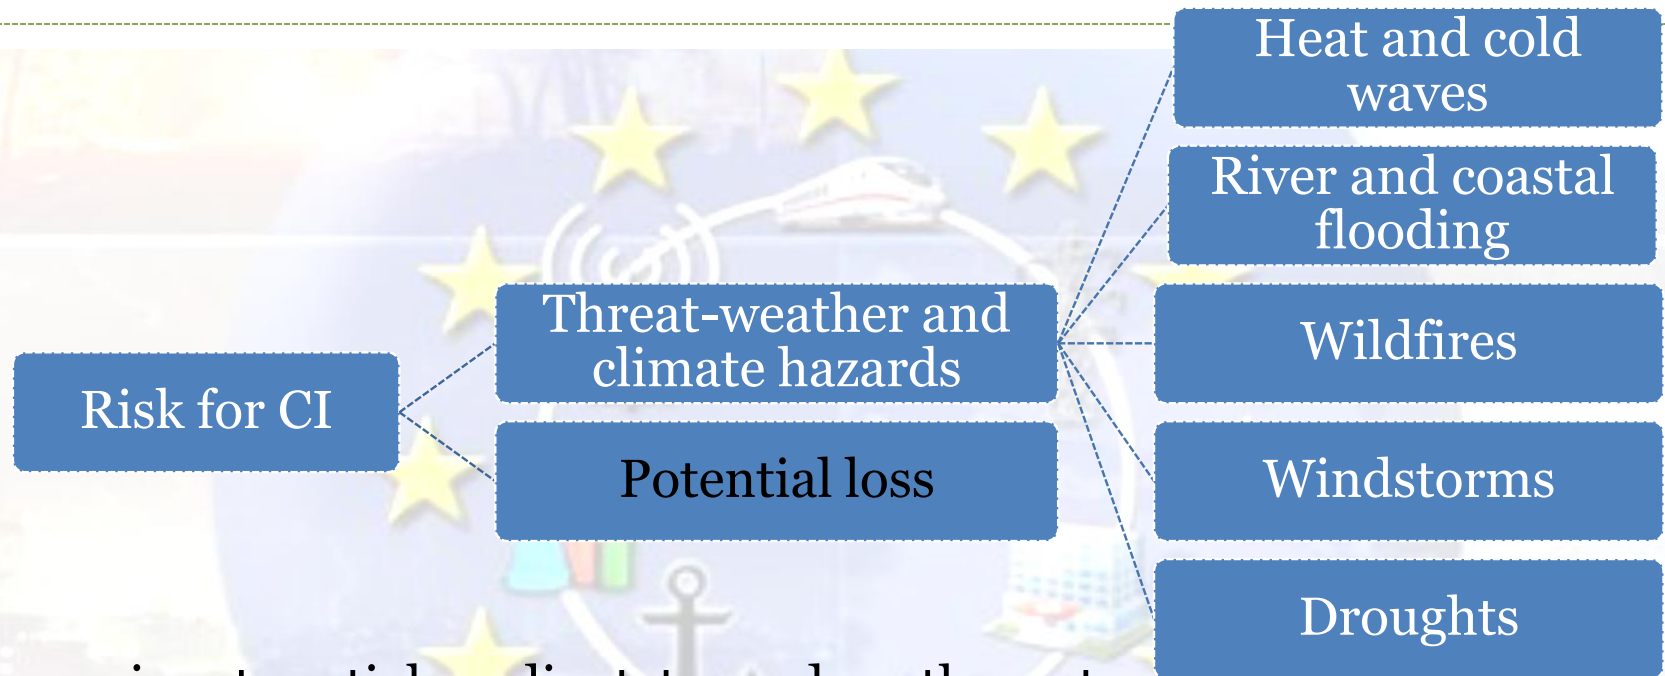 Heat and cold
waves
River and coastal
flooding
Threat-weather and
climate hazards
Wildfires
Risk for CI
Potential loss
Windstorms
Droughts